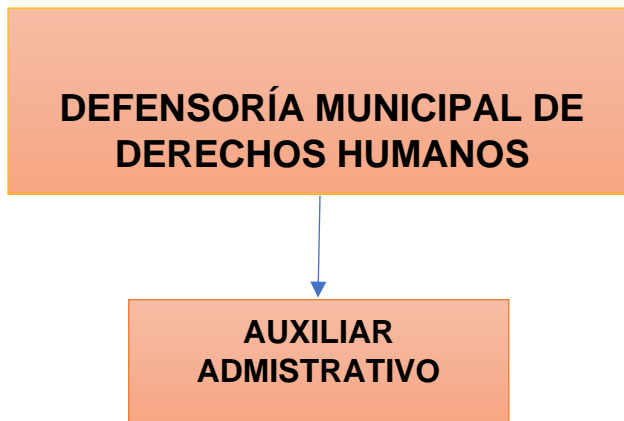 DEFENSORÍA MUNICIPAL DE
DERECHOS HUMANOS
AUXILIAR
ADMISTRATIVO